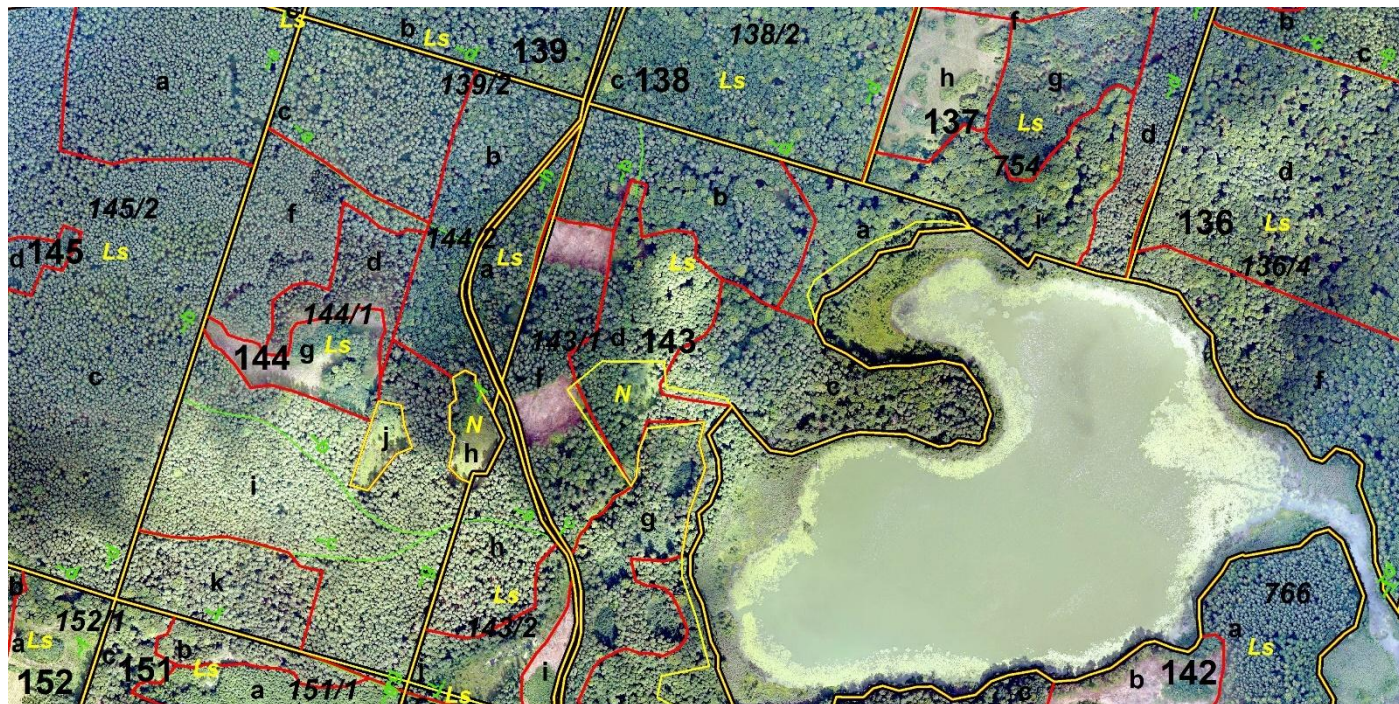 c
Ls
b
Ls
139
138/2
f
b
139/2
c
138
Ls
h
g
c
a
c
137
Ls
d
b
754
b
d
145/2
f
a
i
136
Ls
d
145
Ls
d
144/2
a
Ls
Ls
136/4
144/1
143/1
d
143
144
g
Ls
f
f
c
e
j
N
N
h
i
g
h
k
Ls
b
152/1
143/2
766
a
Ls
c
b
a
Ls
152
151
Ls
a
151/1
i
Ls
i
c
b
142